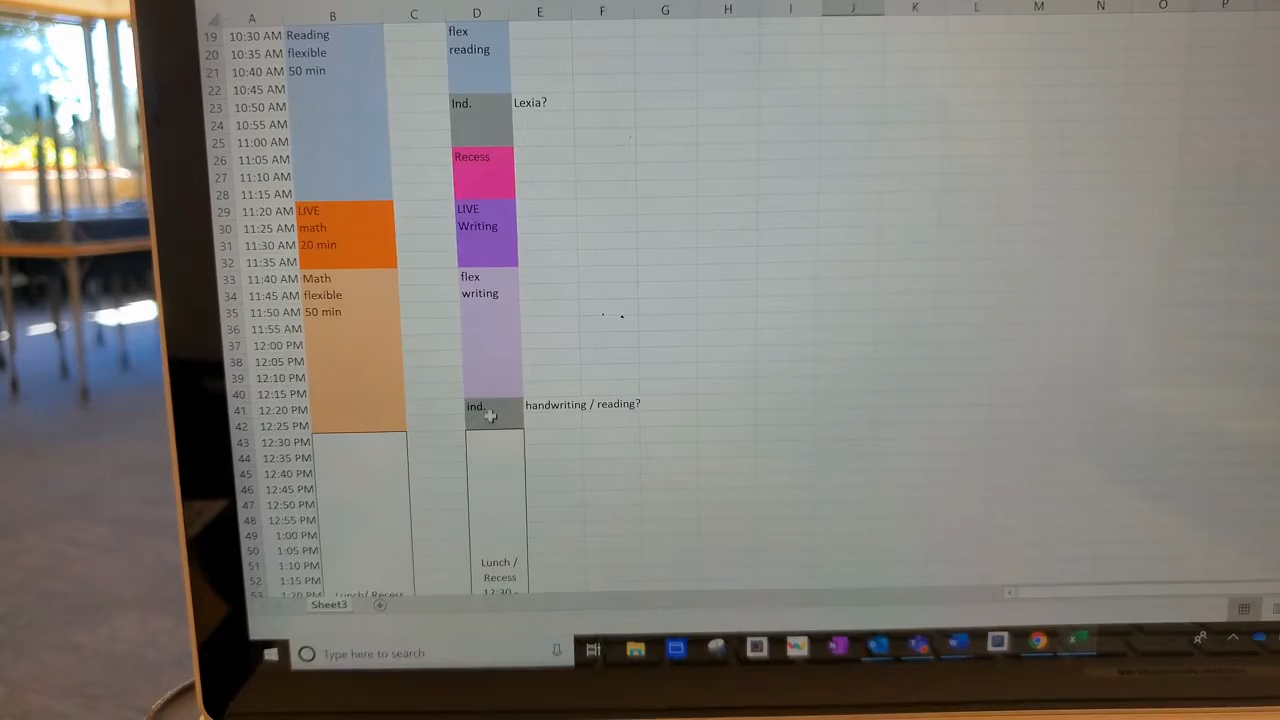 A B C D E F G H I J K L M N O P
19 10:30 AM Reading flex
20 10:35 AM flexible reading
21 10:40 AM 50 min
22 10:45 AM
23 10:50 AM Ind. Lexia?
24 10:55 AM
25 11:00 AM
26 11:05 AM Recess
27 11:10 AM
28 11:15 AM
29 11:20 AM LIVE LIVE
30 11:25 AM math Writing
31 11:30 AM 20 min
32 11:35 AM
33 11:40 AM Math flex
34 11:45 AM flexible writing
35 11:50 AM 50 min
36 11:55 AM
37 12:00 PM
38 12:05 PM
39 12:10 PM
40 12:15 PM
41 12:20 PM ind. handwriting / reading?
42 12:25 PM
43 12:30 PM
44 12:35 PM
45 12:40 PM
46 12:45 PM
47 12:50 PM
48 12:55 PM
49 1:00 PM
50 1:05 PM
51 1:10 PM Lunch /
52 1:15 PM Recess
53 1:20 PM Lunch/ Recess 12:30 -
Sheet3
Type here to search